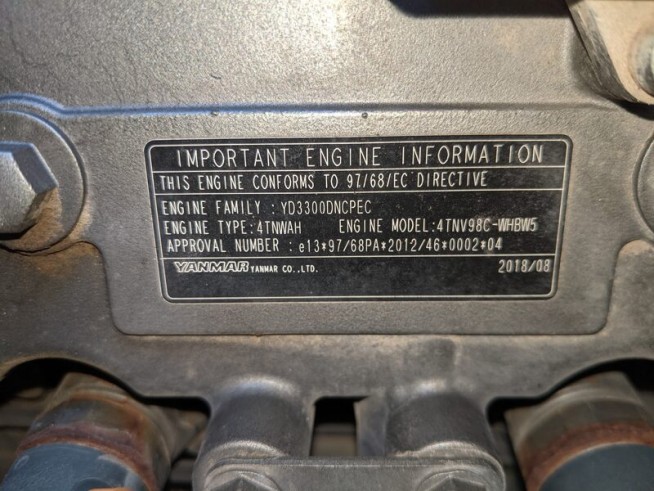 IMPORTANT ENGINE INFORMATION
THIS ENGINE CONFORMS TO 97/68/EC DIRECTIVE
ENGINE FAMILY : YD3300DNCPEC
ENGINE TYPE: 4TNWAH ENGINE MODEL: 4TNV98C-WHBW5
APPROVAL NUMBER : e13*97/68PA*2012/46*0002*04
YANMAR YANMAR CO.,LTD. 2018/08